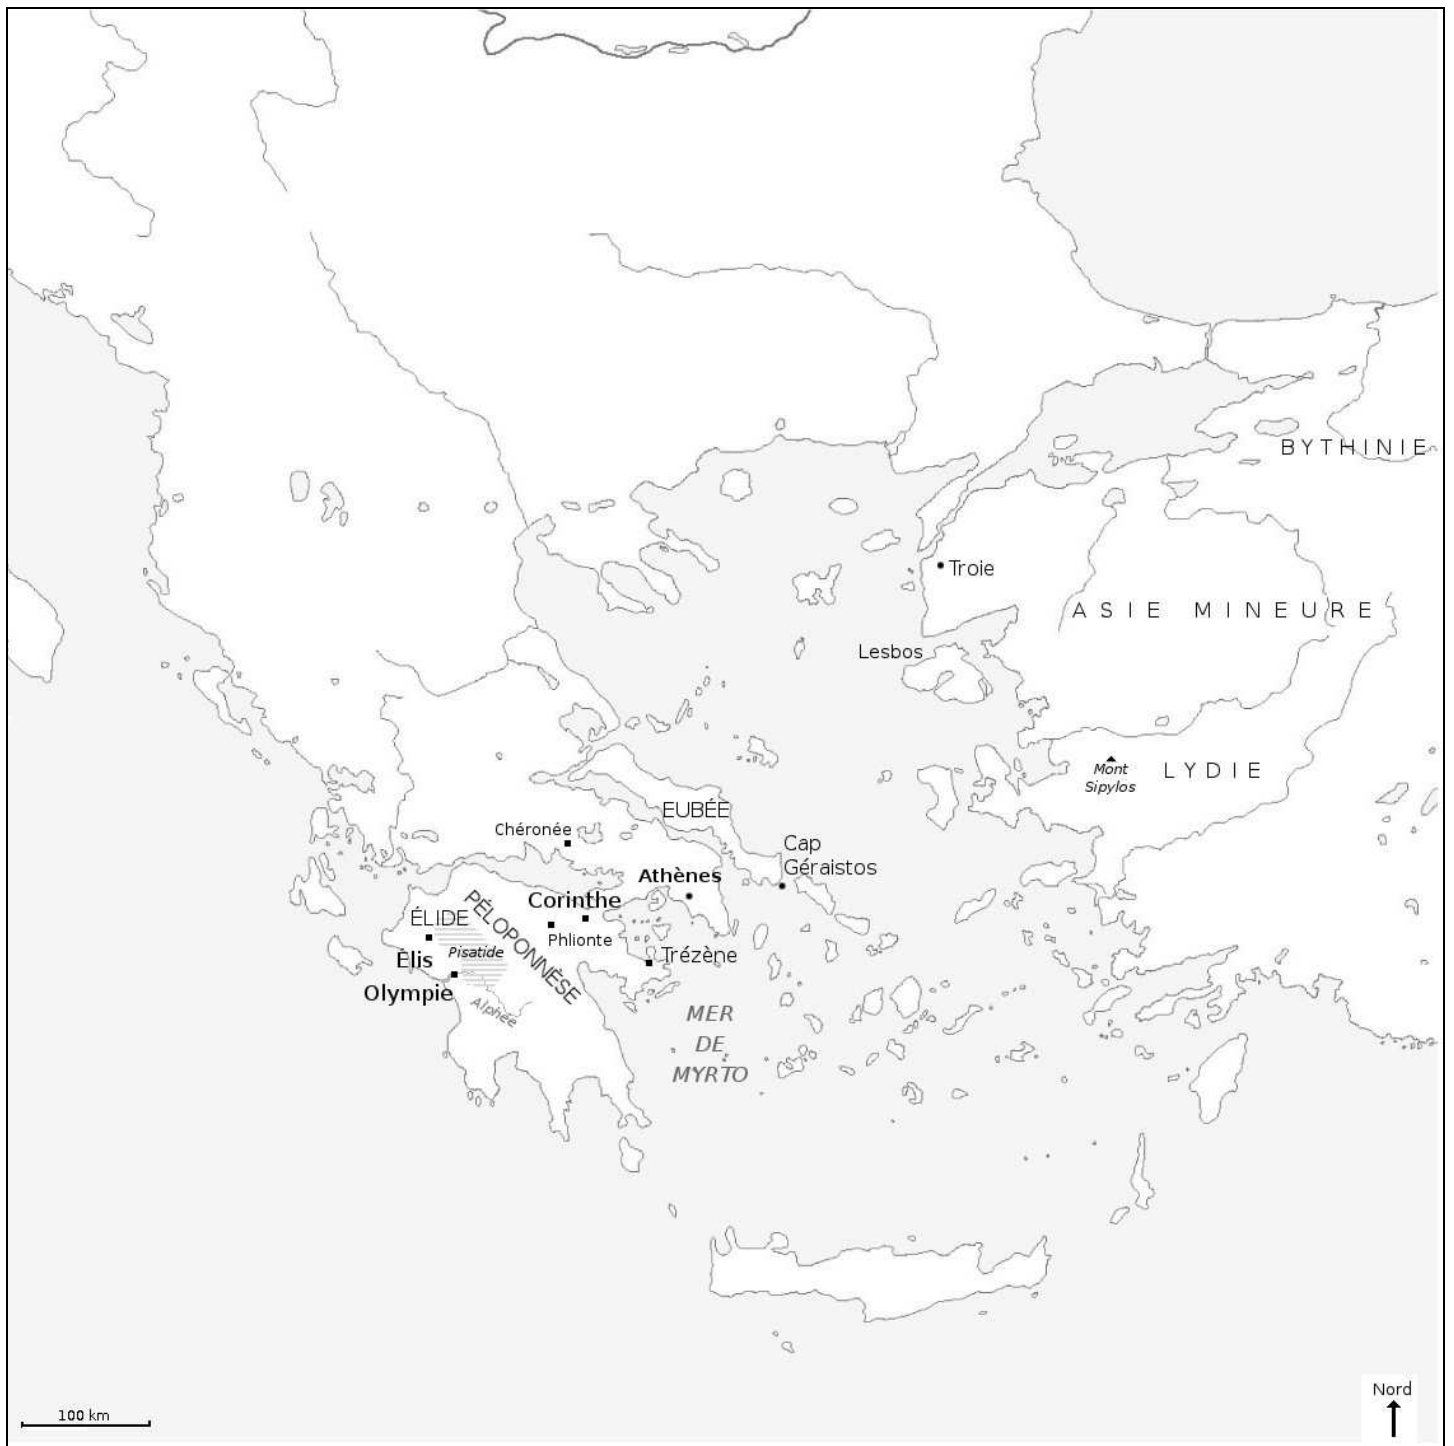 BYTHINIE
Troie
ASIE MINEURE
Lesbos
Mont
Sipylos
LYDIE
EUBÉE
Chéronée
Cap
Géraistos
Athènes
Corinthe
PÉLOPONNÈSE
ÉLIDE
Phlionte
Pisatide
Élis
Trézène
Olympie
Alphée
MER
DE
MYRTO
Nord
100 km